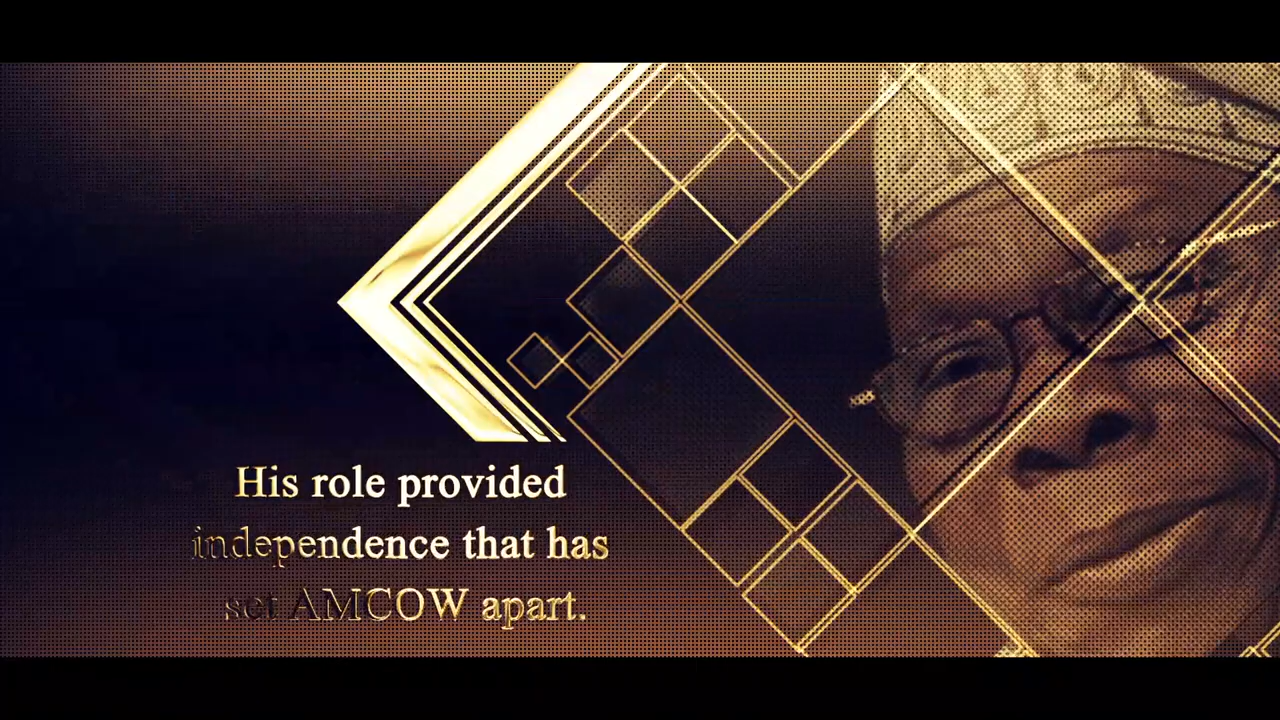 His role provided
independence that has
set AMCOW apart.